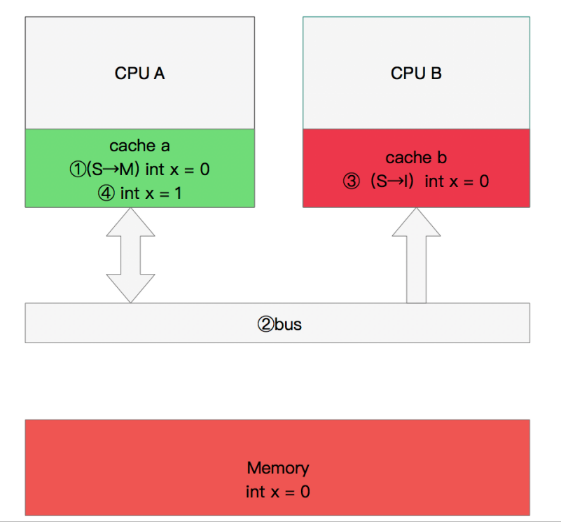 CPU A
CPU B
cache a
①(S→M) int x = 0
④ int x = 1
cache b
③ (S→I) int x = 0
②bus
Memory
int x = 0